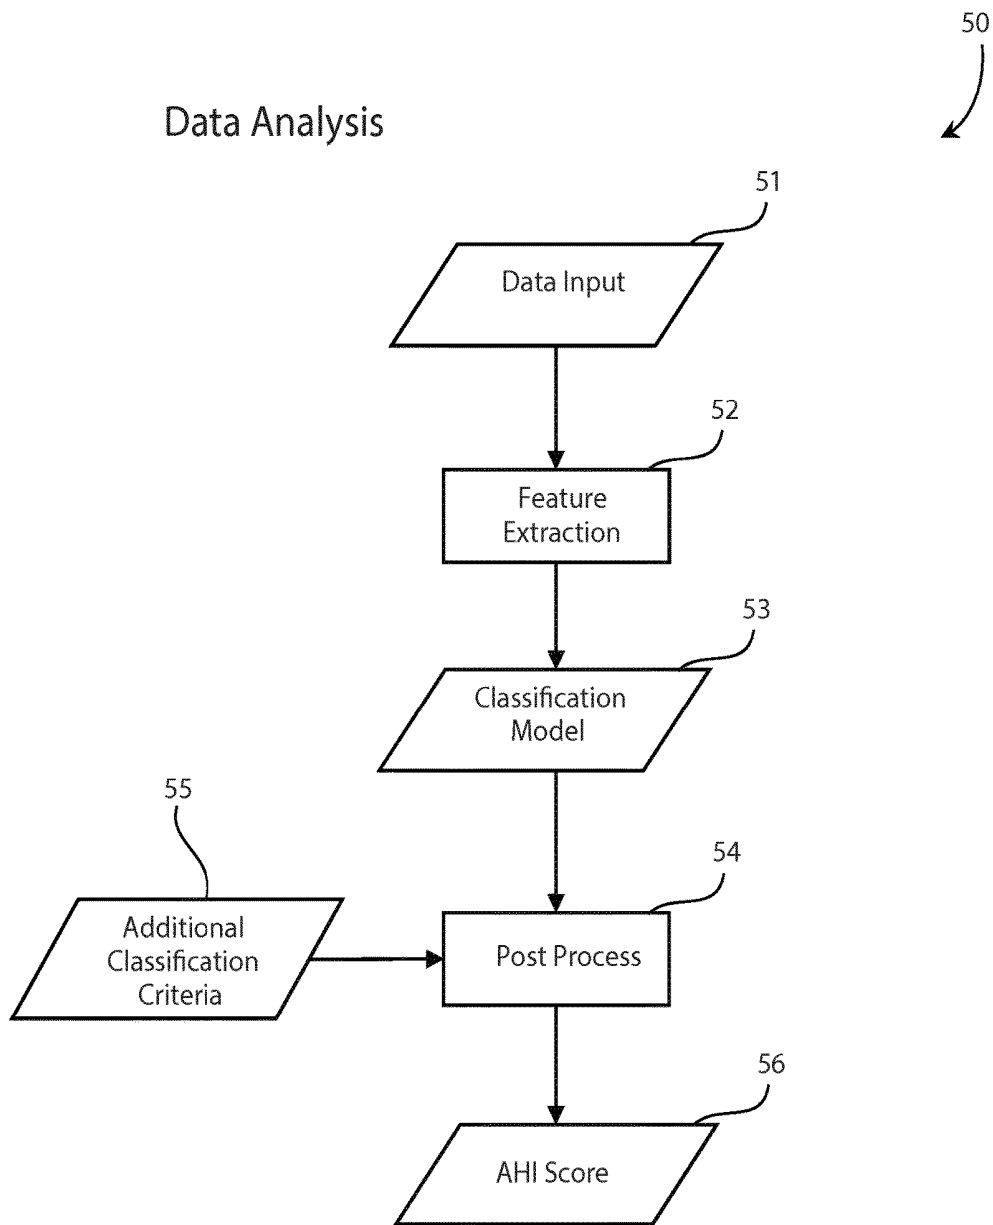 50
Data Analysis
51
Data Input
52
Feature
Extraction
53
Classification
Model
55
54
Additional
Classification
Criteria
Post Process
56
AHI Score